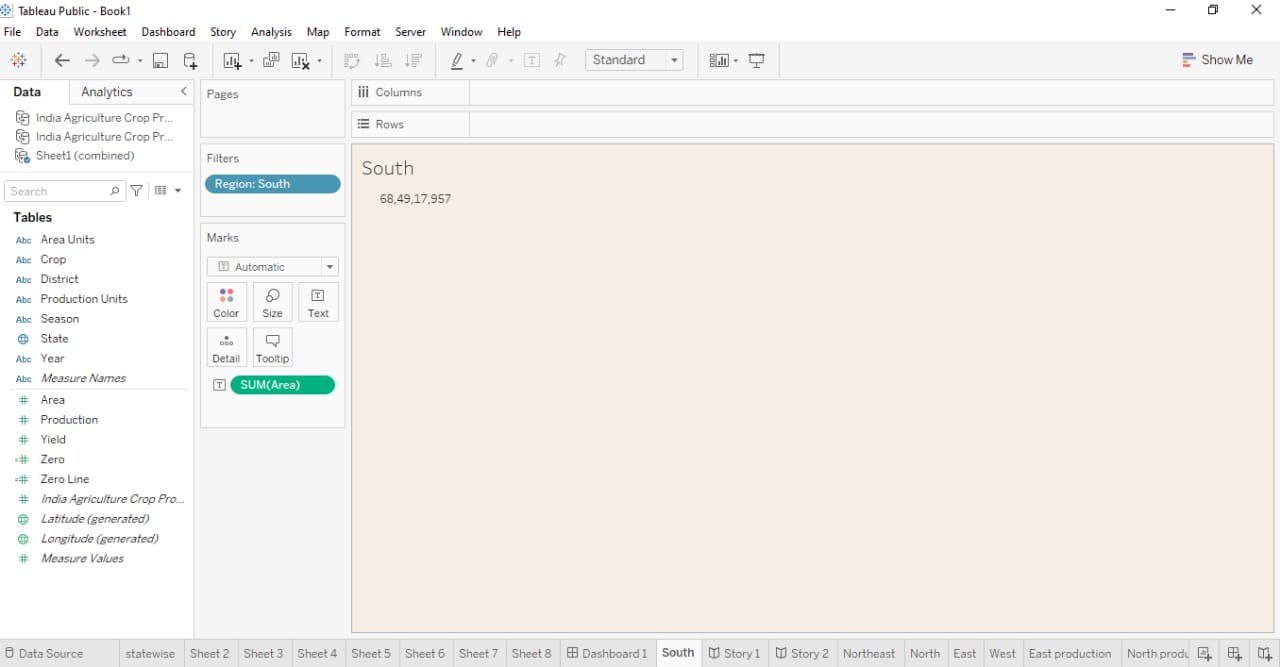 Tableau Public - Book1
File Data Worksheet Dashboard Story Analysis Map Format Server Window Help
Standard
Show Me
Data Analytics
India Agriculture Crop Pr...
India Agriculture Crop Pr...
Sheet1 (combined)
Search
Tables
Abc Area Units
Abc Crop
Abc District
Abc Production Units
Abc Season
State
Abc Year
Abc Measure Names
# Area
# Production
# Yield
=# Zero
=# Zero Line
# India Agriculture Crop Pro...
Latitude (generated)
Longitude (generated)
# Measure Values
Pages
Filters
Region: South
Marks
T Automatic
Color Size Text
Detail Tooltip
T SUM(Area)
Columns
Rows
South
68,49,17,957
Data Source statewise Sheet 2 Sheet 3 Sheet 4 Sheet 5 Sheet 6 Sheet 7 Sheet 8 Dashboard 1 South Story 1 Story 2 Northeast North East West East production North produ